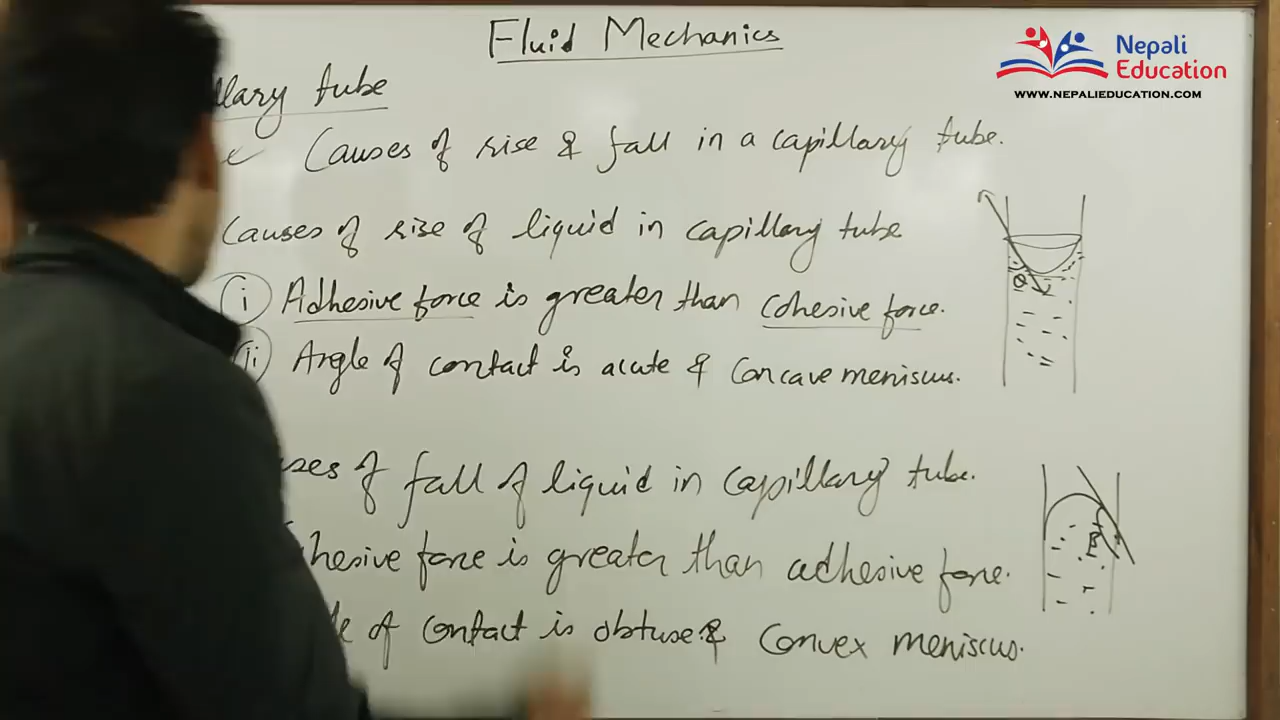 Fluid Mechanics
Nepali
Education
WWW.NEPALIEDUCATION.COM
llary tube
Causes of rise & fall in a capillary tube.
Causes of rise of liquid in capillary tube
(i) Adhesive force is greater than cohesive force.
(ii) Angle of contact is acute & concave meniscus.
θ
ses of fall of liquid in capillary tube.
hesive force is greater than adhesive force.
le of contact is obtuse & convex meniscus.